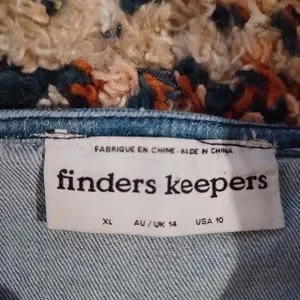 FABRIQUE EN CHINE - MADE IN CHINA
finders keepers
XL AU / UK 14 USA 10